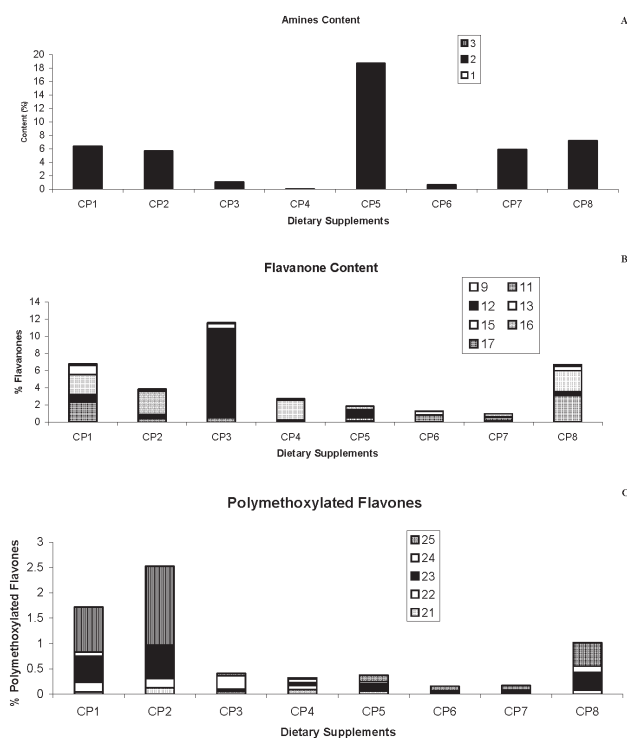 Amines Content
A
20
18
16
14
12
10
8
6
4
2
0
Content (%)
3
2
1
CP1 CP2 CP3 CP4 CP5 CP6 CP7 CP8
Dietary Supplements
B
Flavanone Content
14
12
10
8
6
4
2
0
% Flavanones
9 11
12 13
15 16
17
CP1 CP2 CP3 CP4 CP5 CP6 CP7 CP8
Dietary Supplements
C
Polymethoxylated Flavones
3
2.5
2
1.5
1
0.5
0
% Polymethoxylated Flavones
25
24
23
22
21
CP1 CP2 CP3 CP4 CP5 CP6 CP7 CP8
Dietary Supplements